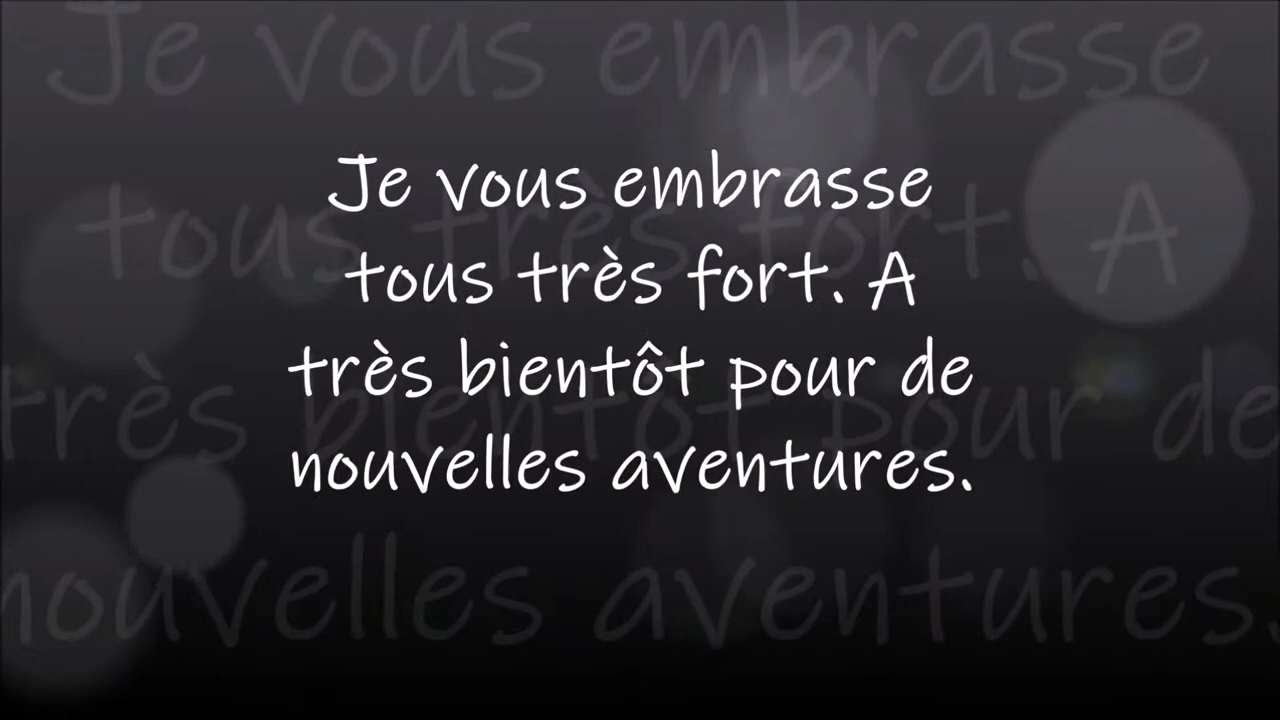 Je vous embrasse
tous très fort. A
très bientôt pour de
nouvelles aventures.